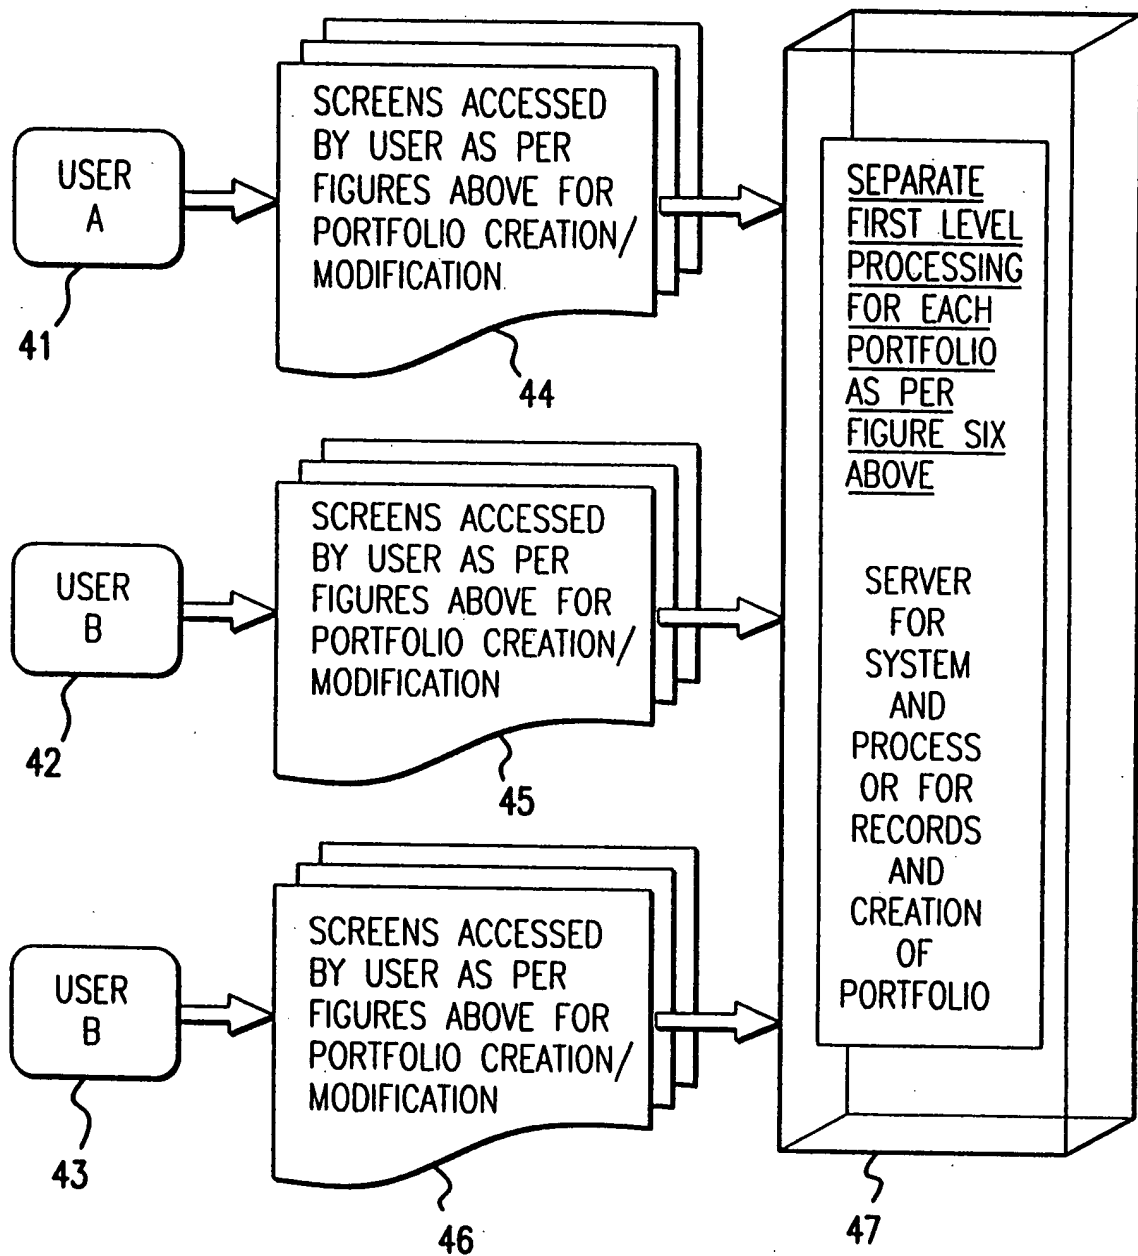 USER
A
41
SCREENS ACCESSED
BY USER AS PER
FIGURES ABOVE FOR
PORTFOLIO CREATION/
MODIFICATION
44
USER
B
42
SCREENS ACCESSED
BY USER AS PER
FIGURES ABOVE FOR
PORTFOLIO CREATION/
MODIFICATION
45
USER
B
43
SCREENS ACCESSED
BY USER AS PER
FIGURES ABOVE FOR
PORTFOLIO CREATION/
MODIFICATION
46
SEPARATE
FIRST LEVEL
PROCESSING
FOR EACH
PORTFOLIO
AS PER
FIGURE SIX
ABOVE
SERVER
FOR
SYSTEM
AND
PROCESS
OR FOR
RECORDS
AND
CREATION
OF
PORTFOLIO
47